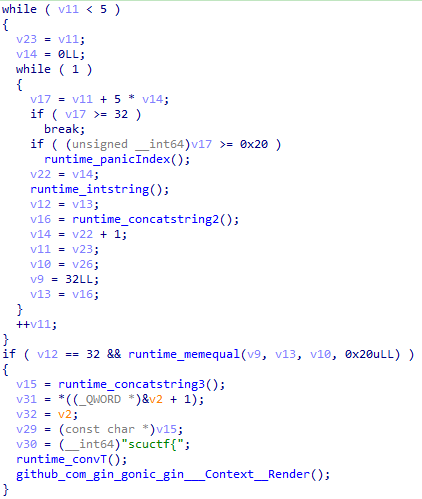 while ( v11 < 5 )
{
  v23 = v11;
  v14 = 0LL;
  while ( 1 )
  {
    v17 = v11 + 5 * v14;
    if ( v17 >= 32 )
      break;
    if ( (unsigned __int64)v17 >= 0x20 )
      runtime_panicIndex();
    v22 = v14;
    runtime_intstring();
    v12 = v13;
    v16 = runtime_concatstring2();
    v14 = v22 + 1;
    v11 = v23;
    v10 = v26;
    v9 = 32LL;
    v13 = v16;
  }
  ++v11;
}
if ( v12 == 32 && runtime_memequal(v9, v13, v10, 0x20uLL) )
{
  v15 = runtime_concatstring3();
  v31 = *((_QWORD *)&v2 + 1);
  v32 = v2;
  v29 = (const char *)v15;
  v30 = (__int64)"scuctf{";
  runtime_convT();
  github_com_gin_gonic_gin___Context__Render();
}